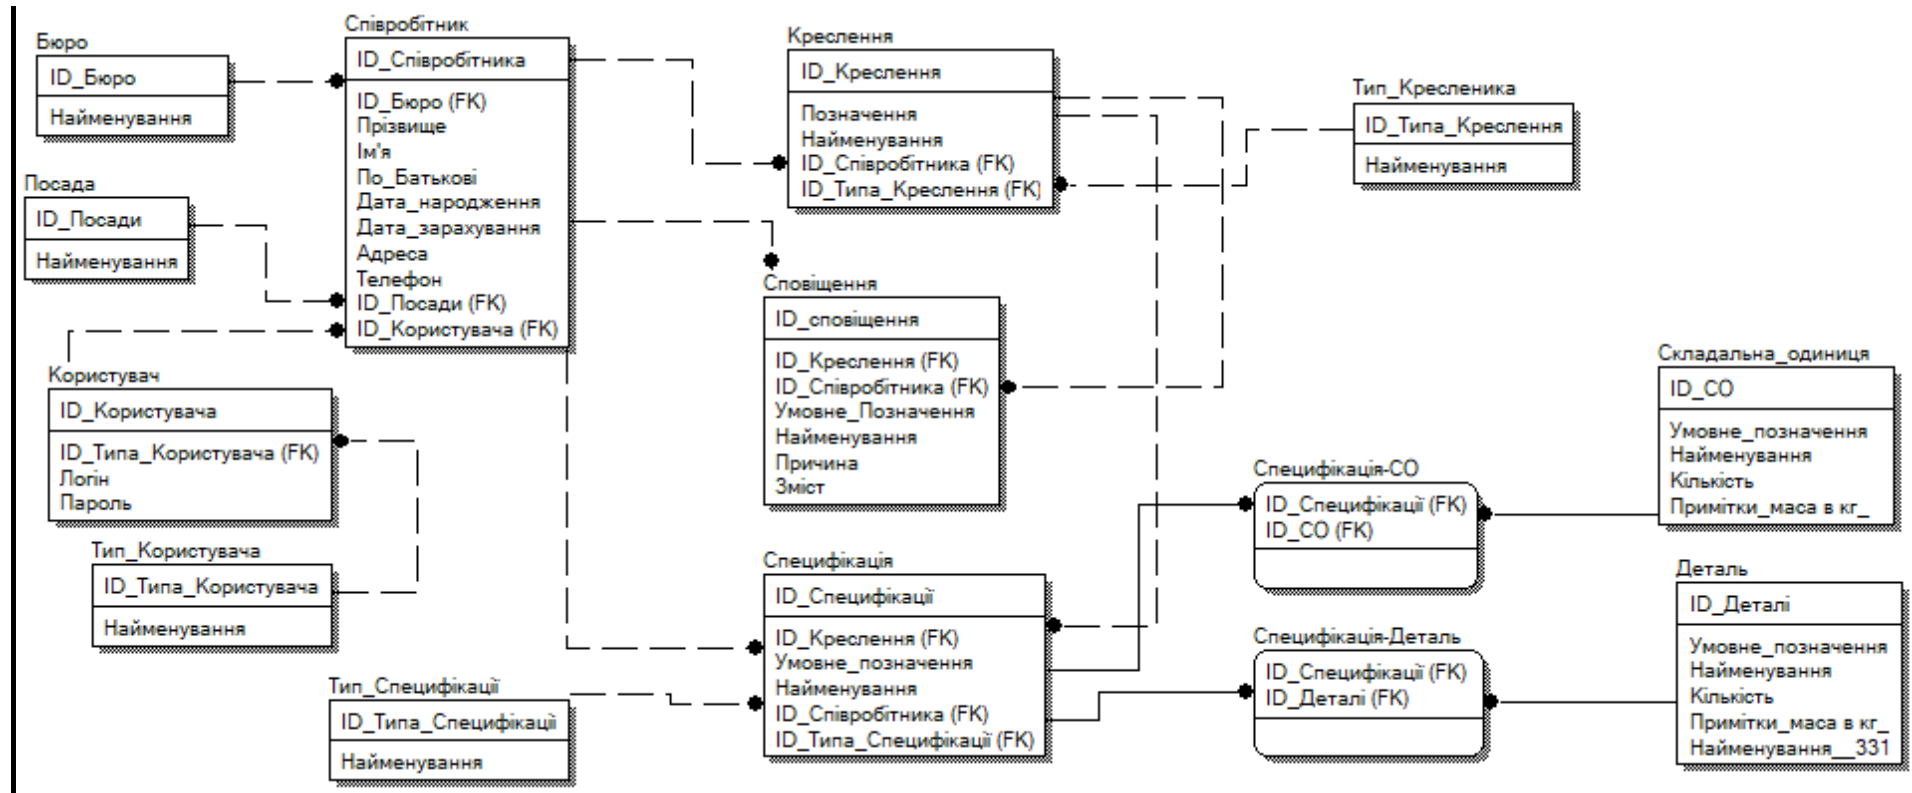 Бюро
ID_Бюро
Найменування
Посада
ID_Посади
Найменування
Співробітник
ID_Співробітника
ID_Бюро (FK)
Прізвище
Ім'я
По_Батькові
Дата_народження
Дата_зарахування
Адреса
Телефон
ID_Посади (FK)
ID_Користувача (FK)
Користувач
ID_Користувача
ID_Типа_Користувача (FK)
Логін
Пароль
Тип_Користувача
ID_Типа_Користувача
Найменування
Тип_Специфікації
ID_Типа_Специфікації
Найменування
Креслення
ID_Креслення
Позначення
Найменування
ID_Співробітника (FK)
ID_Типа_Креслення (FK)
Тип_Кресленика
ID_Типа_Креслення
Найменування
Сповіщення
ID_сповіщення
ID_Креслення (FK)
ID_Співробітника (FK)
Умовне_Позначення
Найменування
Причина
Зміст
Специфікація
ID_Специфікації
ID_Креслення (FK)
Умовне_позначення
Найменування
ID_Співробітника (FK)
ID_Типа_Специфікації (FK)
Специфікація-СО
ID_Специфікації (FK)
ID_СО (FK)
Специфікація-Деталь
ID_Специфікації (FK)
ID_Деталі (FK)
Складальна_одиниця
ID_СО
Умовне_позначення
Найменування
Кількість
Примітки_маса в кг_
Деталь
ID_Деталі
Умовне_позначення
Найменування
Кількість
Примітки_маса в кг_
Найменування__331